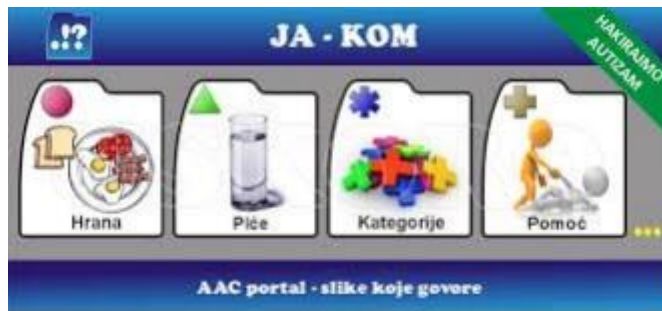 .!?
JA - KOM
HAKIRAJMO
AUTIZAM
Hrana
Piće
Kategorije
Pomoć
...
AAC portal - slike koje govore